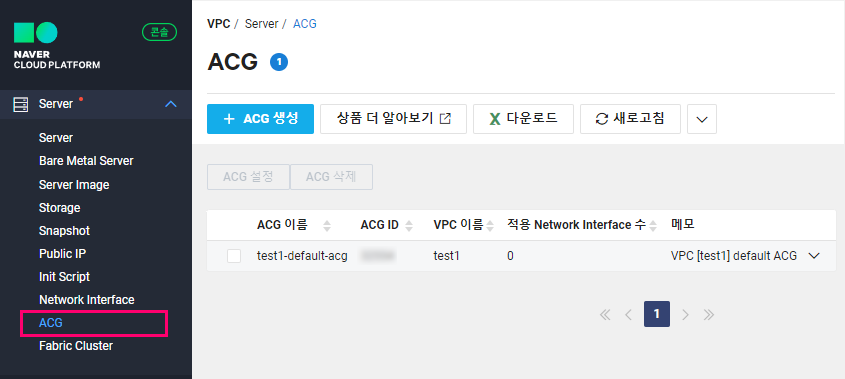 NAVER
CLOUD PLATFORM
콘솔
Server
Server
Bare Metal Server
Server Image
Storage
Snapshot
Public IP
Init Script
Network Interface
ACG
Fabric Cluster
VPC / Server / ACG
ACG 1
+ ACG 생성 상품 더 알아보기 X 다운로드 새로고침
ACG 설정 ACG 삭제
ACG 이름 ACG ID VPC 이름 적용 Network Interface 수 메모
test1-default-acg test1 0 VPC [test1] default ACG
1